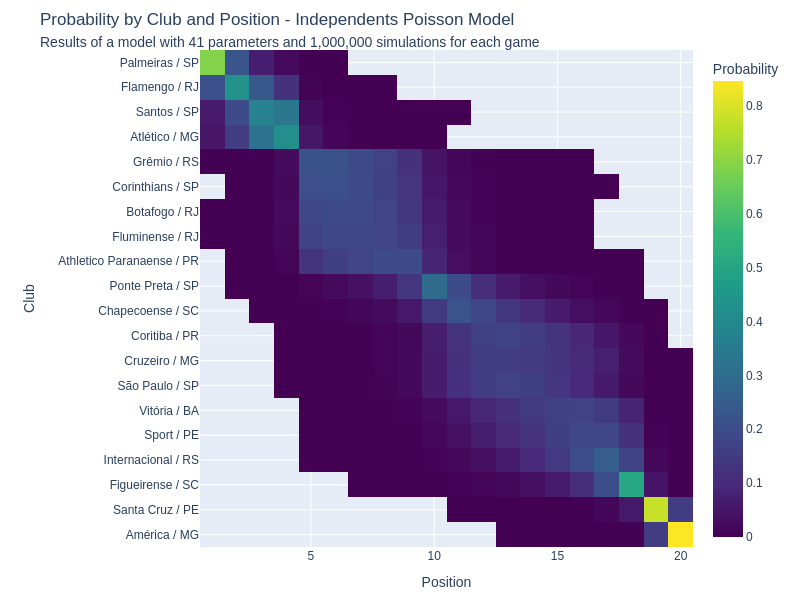 Probability by Club and Position - Independents Poisson Model
Results of a model with 41 parameters and 1,000,000 simulations for each game
Probability
Palmeiras / SP
Flamengo / RJ
Santos / SP
Atlético / MG
Grêmio / RS
Corinthians / SP
Botafogo / RJ
Fluminense / RJ
Athletico Paranaense / PR
Ponte Preta / SP
Chapecoense / SC
Coritiba / PR
Cruzeiro / MG
São Paulo / SP
Vitória / BA
Sport / PE
Internacional / RS
Figueirense / SC
Santa Cruz / PE
América / MG
Club
0.8
0.7
0.6
0.5
0.4
0.3
0.2
0.1
0
5
10
15
20
Position